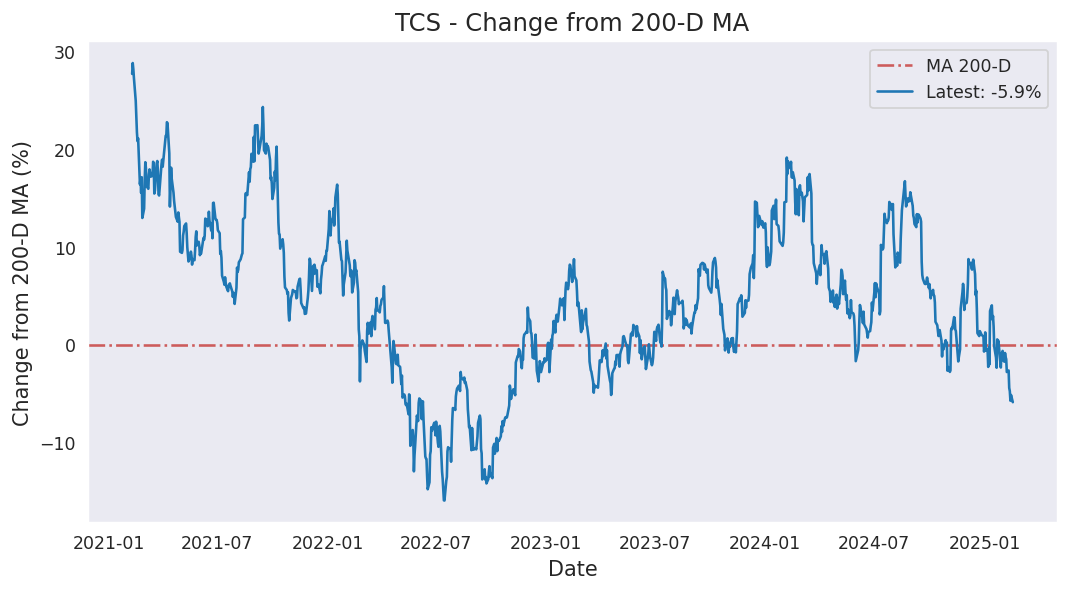 TCS - Change from 200-D MA
Change from 200-D MA (%)
30
20
10
0
−10
MA 200-D
Latest: -5.9%
2021-01 2021-07 2022-01 2022-07 2023-01 2023-07 2024-01 2024-07 2025-01
Date